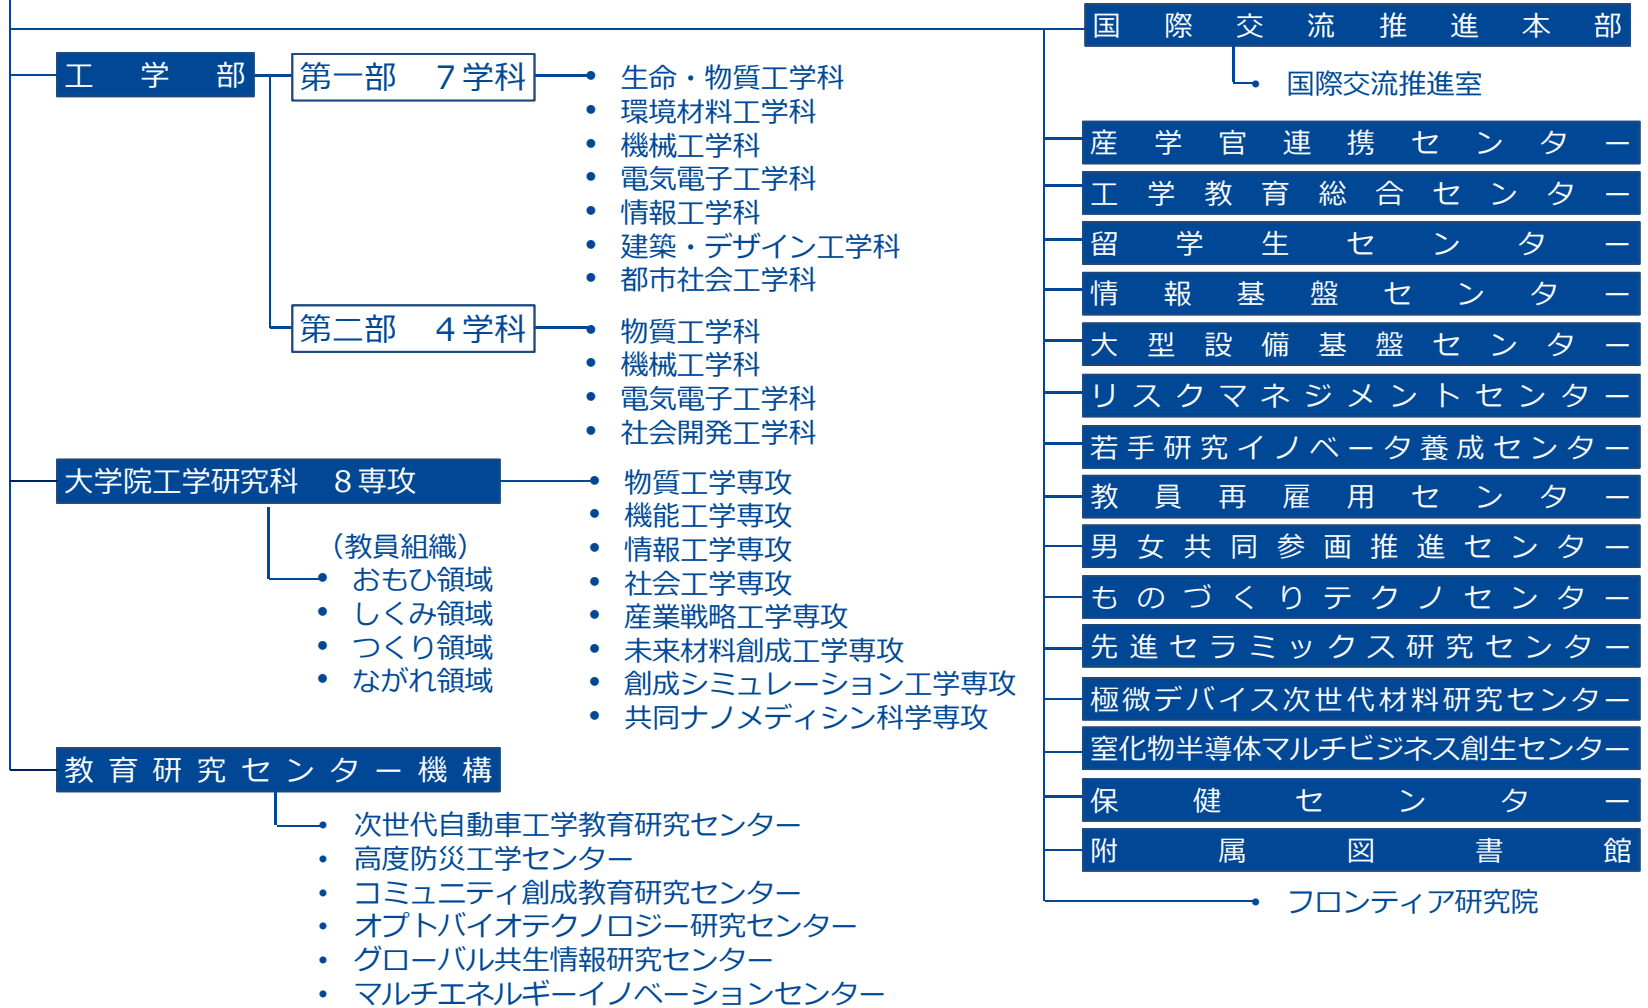 工学部
第一部　７学科
• 生命・物質工学科
• 環境材料工学科
• 機械工学科
• 電気電子工学科
• 情報工学科
• 建築・デザイン工学科
• 都市社会工学科
第二部　４学科
• 物質工学科
• 機械工学科
• 電気電子工学科
• 社会開発工学科
大学院工学研究科　８専攻
（教員組織）
• おもひ領域
• しくみ領域
• つくり領域
• ながれ領域
• 物質工学専攻
• 機能工学専攻
• 情報工学専攻
• 社会工学専攻
• 産業戦略工学専攻
• 未来材料創成工学専攻
• 創成シミュレーション工学専攻
• 共同ナノメディシン科学専攻
教育研究センター機構
• 次世代自動車工学教育研究センター
• 高度防災工学センター
• コミュニティ創成教育研究センター
• オプトバイオテクノロジー研究センター
• グローバル共生情報研究センター
• マルチエネルギーイノベーションセンター
国際交流推進本部
• 国際交流推進室
産学官連携センター
工学教育総合センター
留学生センター
情報基盤センター
大型設備基盤センター
リスクマネジメントセンター
若手研究イノベータ養成センター
教員再雇用センター
男女共同参画推進センター
ものづくりテクノセンター
先進セラミックス研究センター
極微デバイス次世代材料研究センター
窒化物半導体マルチビジネス創生センター
保健センター
附属図書館
• フロンティア研究院